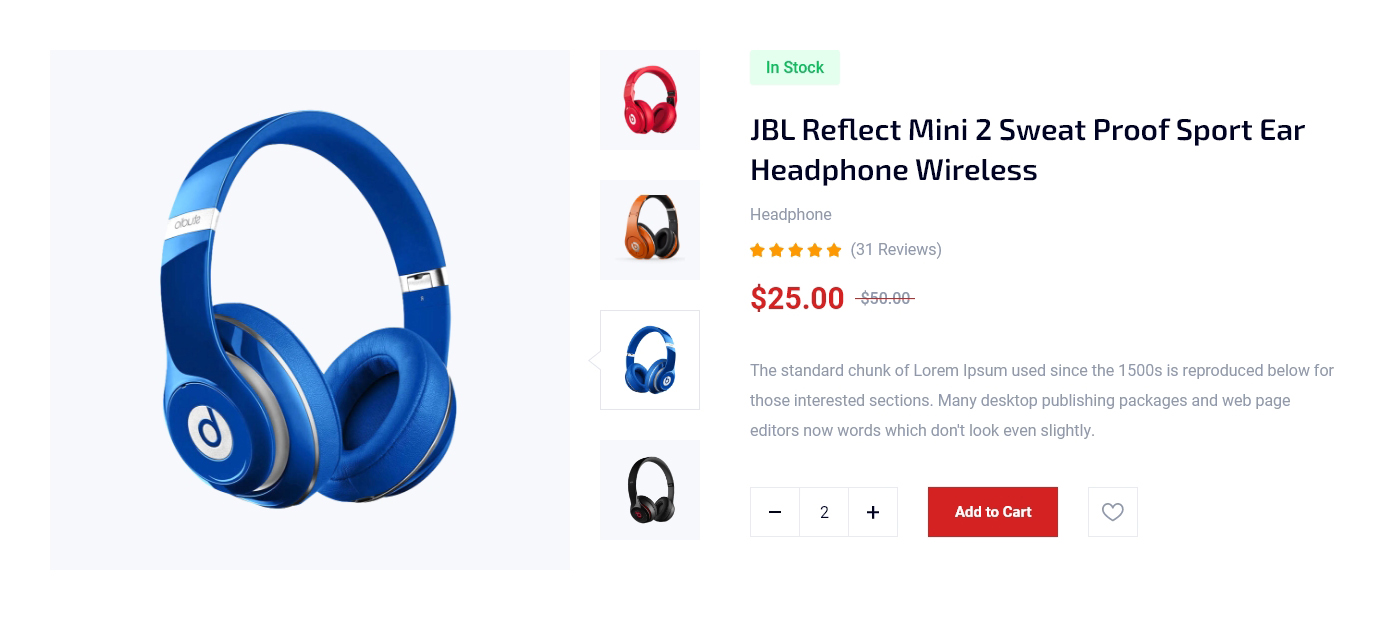 In Stock
JBL Reflect Mini 2 Sweat Proof Sport Ear
Headphone Wireless
Headphone
(31 Reviews)
$25.00 $50.00
The standard chunk of Lorem Ipsum used since the 1500s is reproduced below for
those interested sections. Many desktop publishing packages and web page
editors now words which don't look even slightly.
2
Add to Cart